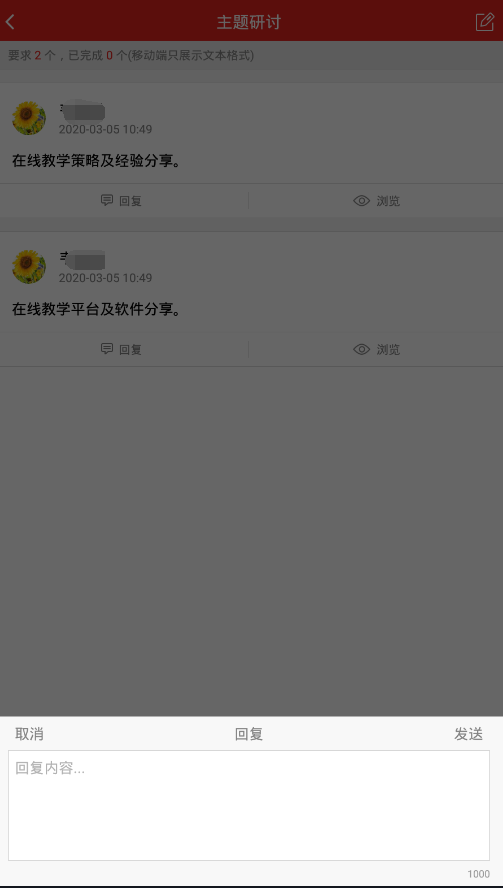 主题研讨
要求 2 个，已完成 0 个(移动端只展示文本格式)
2020-03-05 10:49
在线教学策略及经验分享。
回复 浏览
2020-03-05 10:49
在线教学平台及软件分享。
回复 浏览
取消 回复 发送
回复内容...
1000